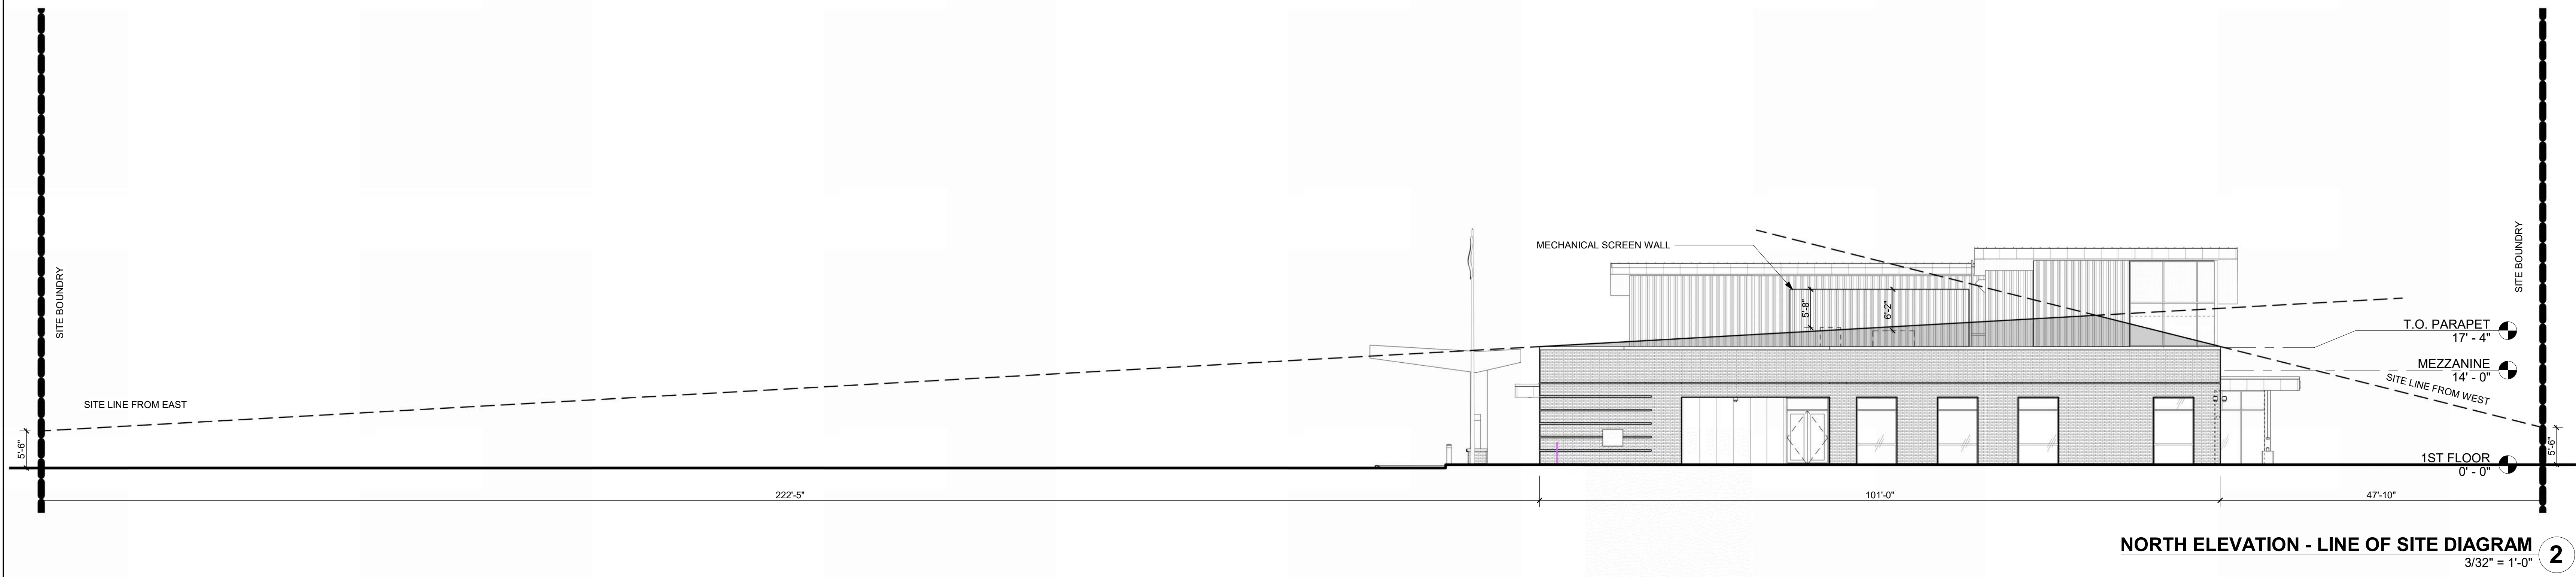 MECHANICAL SCREEN WALL
SITE BOUNDRY
SITE BOUNDRY
5'-8"
6'-2"
T.O. PARAPET
17' - 4"
MEZZANINE
14' - 0"
SITE LINE FROM EAST
SITE LINE FROM WEST
5'-6"
5'-6"
1ST FLOOR
0' - 0"
222'-5"
101'-0"
47'-10"
NORTH ELEVATION - LINE OF SITE DIAGRAM
2
3/32" = 1'-0"